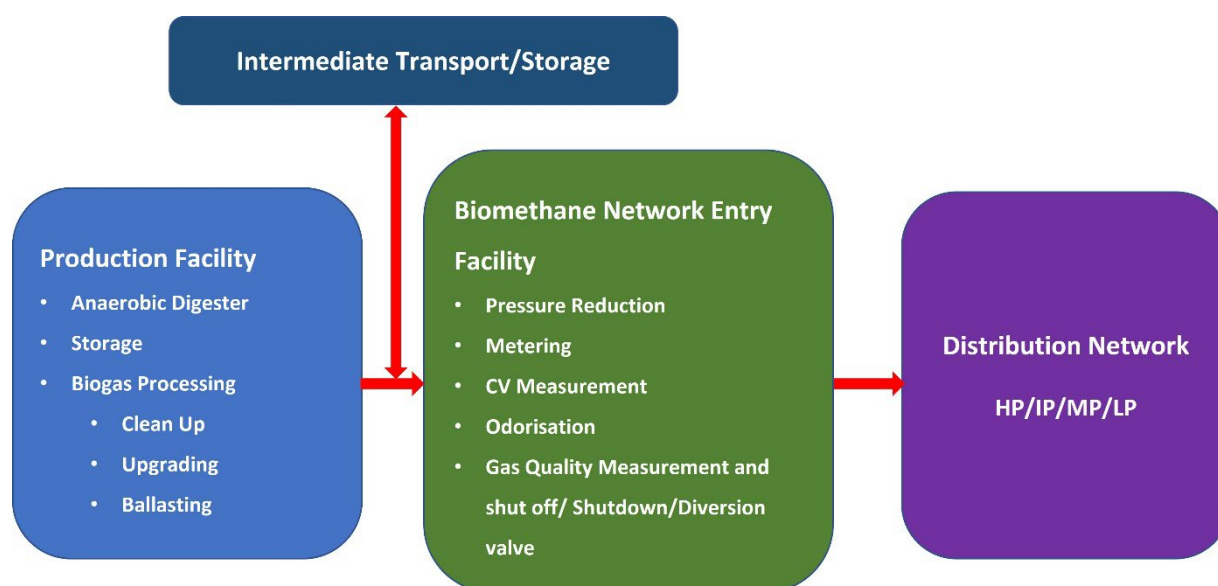 Intermediate Transport/Storage
Production Facility
• Anaerobic Digester
• Storage
• Biogas Processing
• Clean Up
• Upgrading
• Ballasting
Biomethane Network Entry
Facility
• Pressure Reduction
• Metering
• CV Measurement
• Odorisation
• Gas Quality Measurement and
shut off/ Shutdown/Diversion
valve
Distribution Network
HP/IP/MP/LP